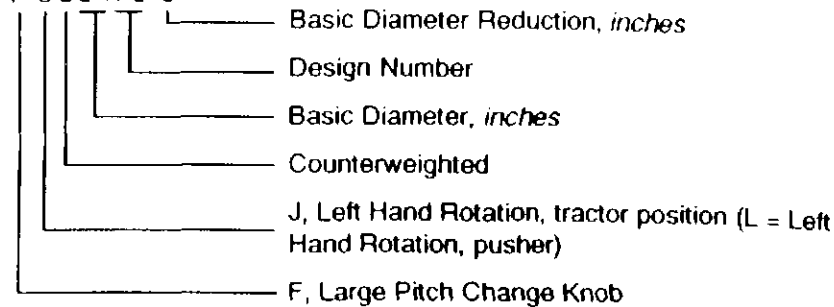 Basic Diameter Reduction, inches
Design Number
Basic Diameter, inches
Counterweighted
J, Left Hand Rotation, tractor position (L = Left
Hand Rotation, pusher)
F, Large Pitch Change Knob